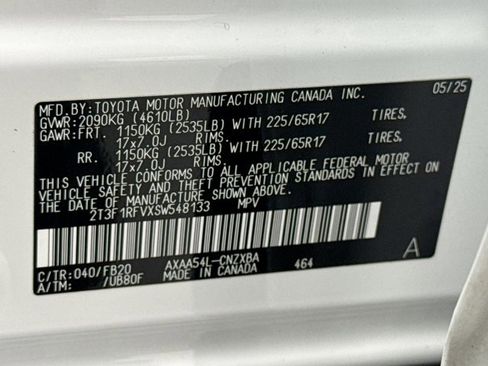 MFD. BY: TOYOTA MOTOR MANUFACTURING CANADA INC. 05/25
GVWR: 2090KG (4610LB)
GAWR: FRT. 1150KG (2535LB) WITH 225/65R17 TIRES.
17x7.0J RIMS.
RR. 1150KG (2535LB) WITH 225/65R17 TIRES.
17x7.0J RIMS.
THIS VEHICLE CONFORMS TO ALL APPLICABLE FEDERAL MOTOR
VEHICLE SAFETY AND THEFT PREVENTION STANDARDS IN EFFECT ON
THE DATE OF MANUFACTURE SHOWN ABOVE.
2T3F1RFVXSW548133 MPV
A
C/TR: 040/FB20 AXAA54L-CNZXBA 464
A/TM: /UB80F MADE IN CANADA